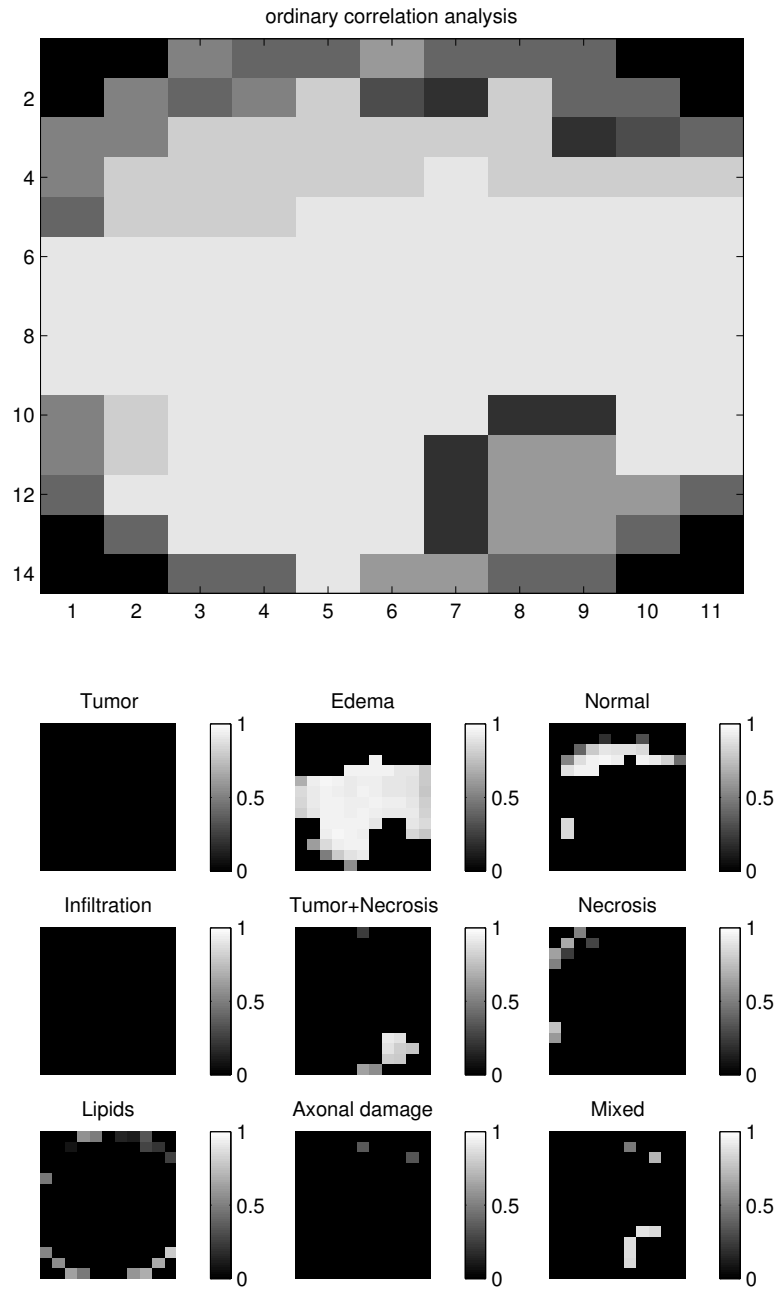 ordinary correlation analysis
2
4
6
8
10
12
14
1 2 3 4 5 6 7 8 9 10 11
Tumor Edema Normal
1 1 1
0.5 0.5 0.5
0 0 0
Infiltration Tumor+Necrosis Necrosis
1 1 1
0.5 0.5 0.5
0 0 0
Lipids Axonal damage Mixed
1 1 1
0.5 0.5 0.5
0 0 0